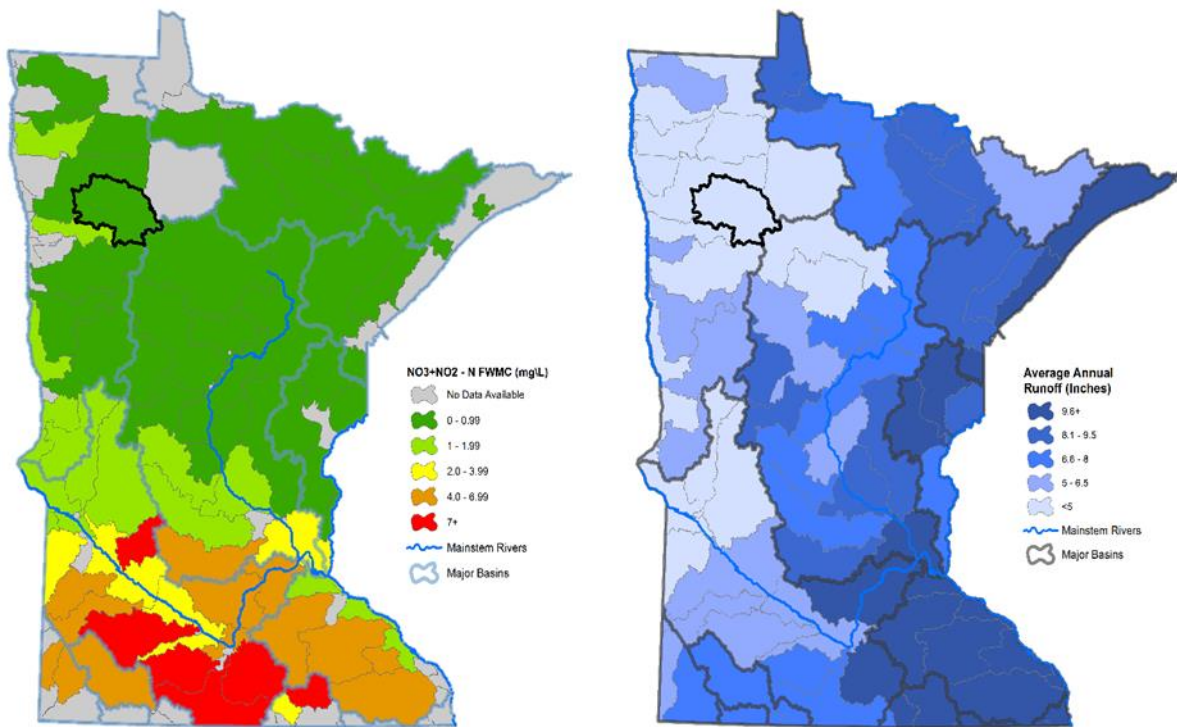 NO3+NO2 - N FWMC (mg\L)
No Data Available
0 - 0.99
1 - 1.99
2.0 - 3.99
4.0 - 6.99
7+
Mainstem Rivers
Major Basins
Average Annual
Runoff (Inches)
9.6+
8.1 - 9.5
6.6 - 8
5 - 6.5
<5
Mainstem Rivers
Major Basins